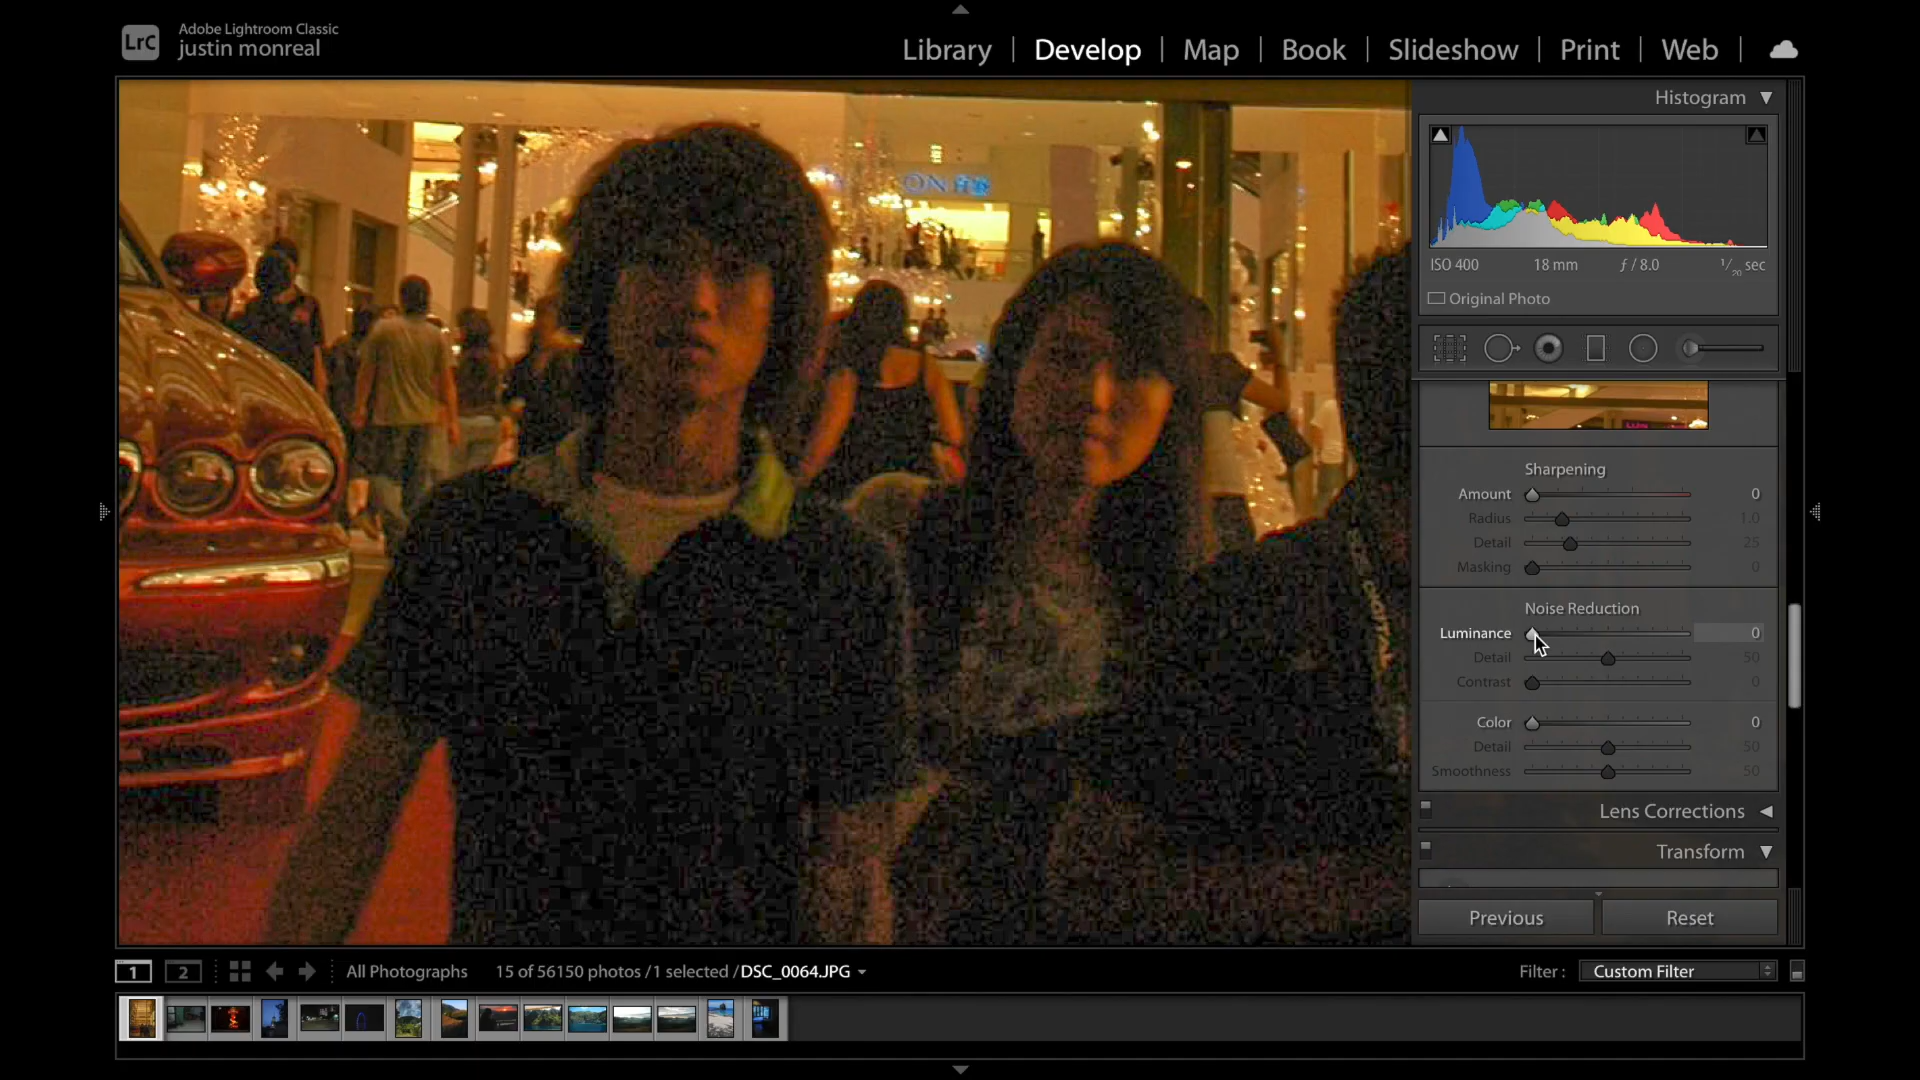 LrC
Adobe Lightroom Classic
justin monreal
Library | Develop | Map | Book | Slideshow | Print | Web |
Histogram
ISO 400 18 mm ƒ / 8.0 1/20 sec
Original Photo
Sharpening
Amount 0
Radius 1.0
Detail 25
Masking 0
Noise Reduction
Luminance 0
Detail 50
Contrast 0
Color 0
Detail 50
Smoothness 50
Lens Corrections
Transform
Previous Reset
1 2 All Photographs 15 of 56150 photos /1 selected /DSC_0064.JPG Filter : Custom Filter